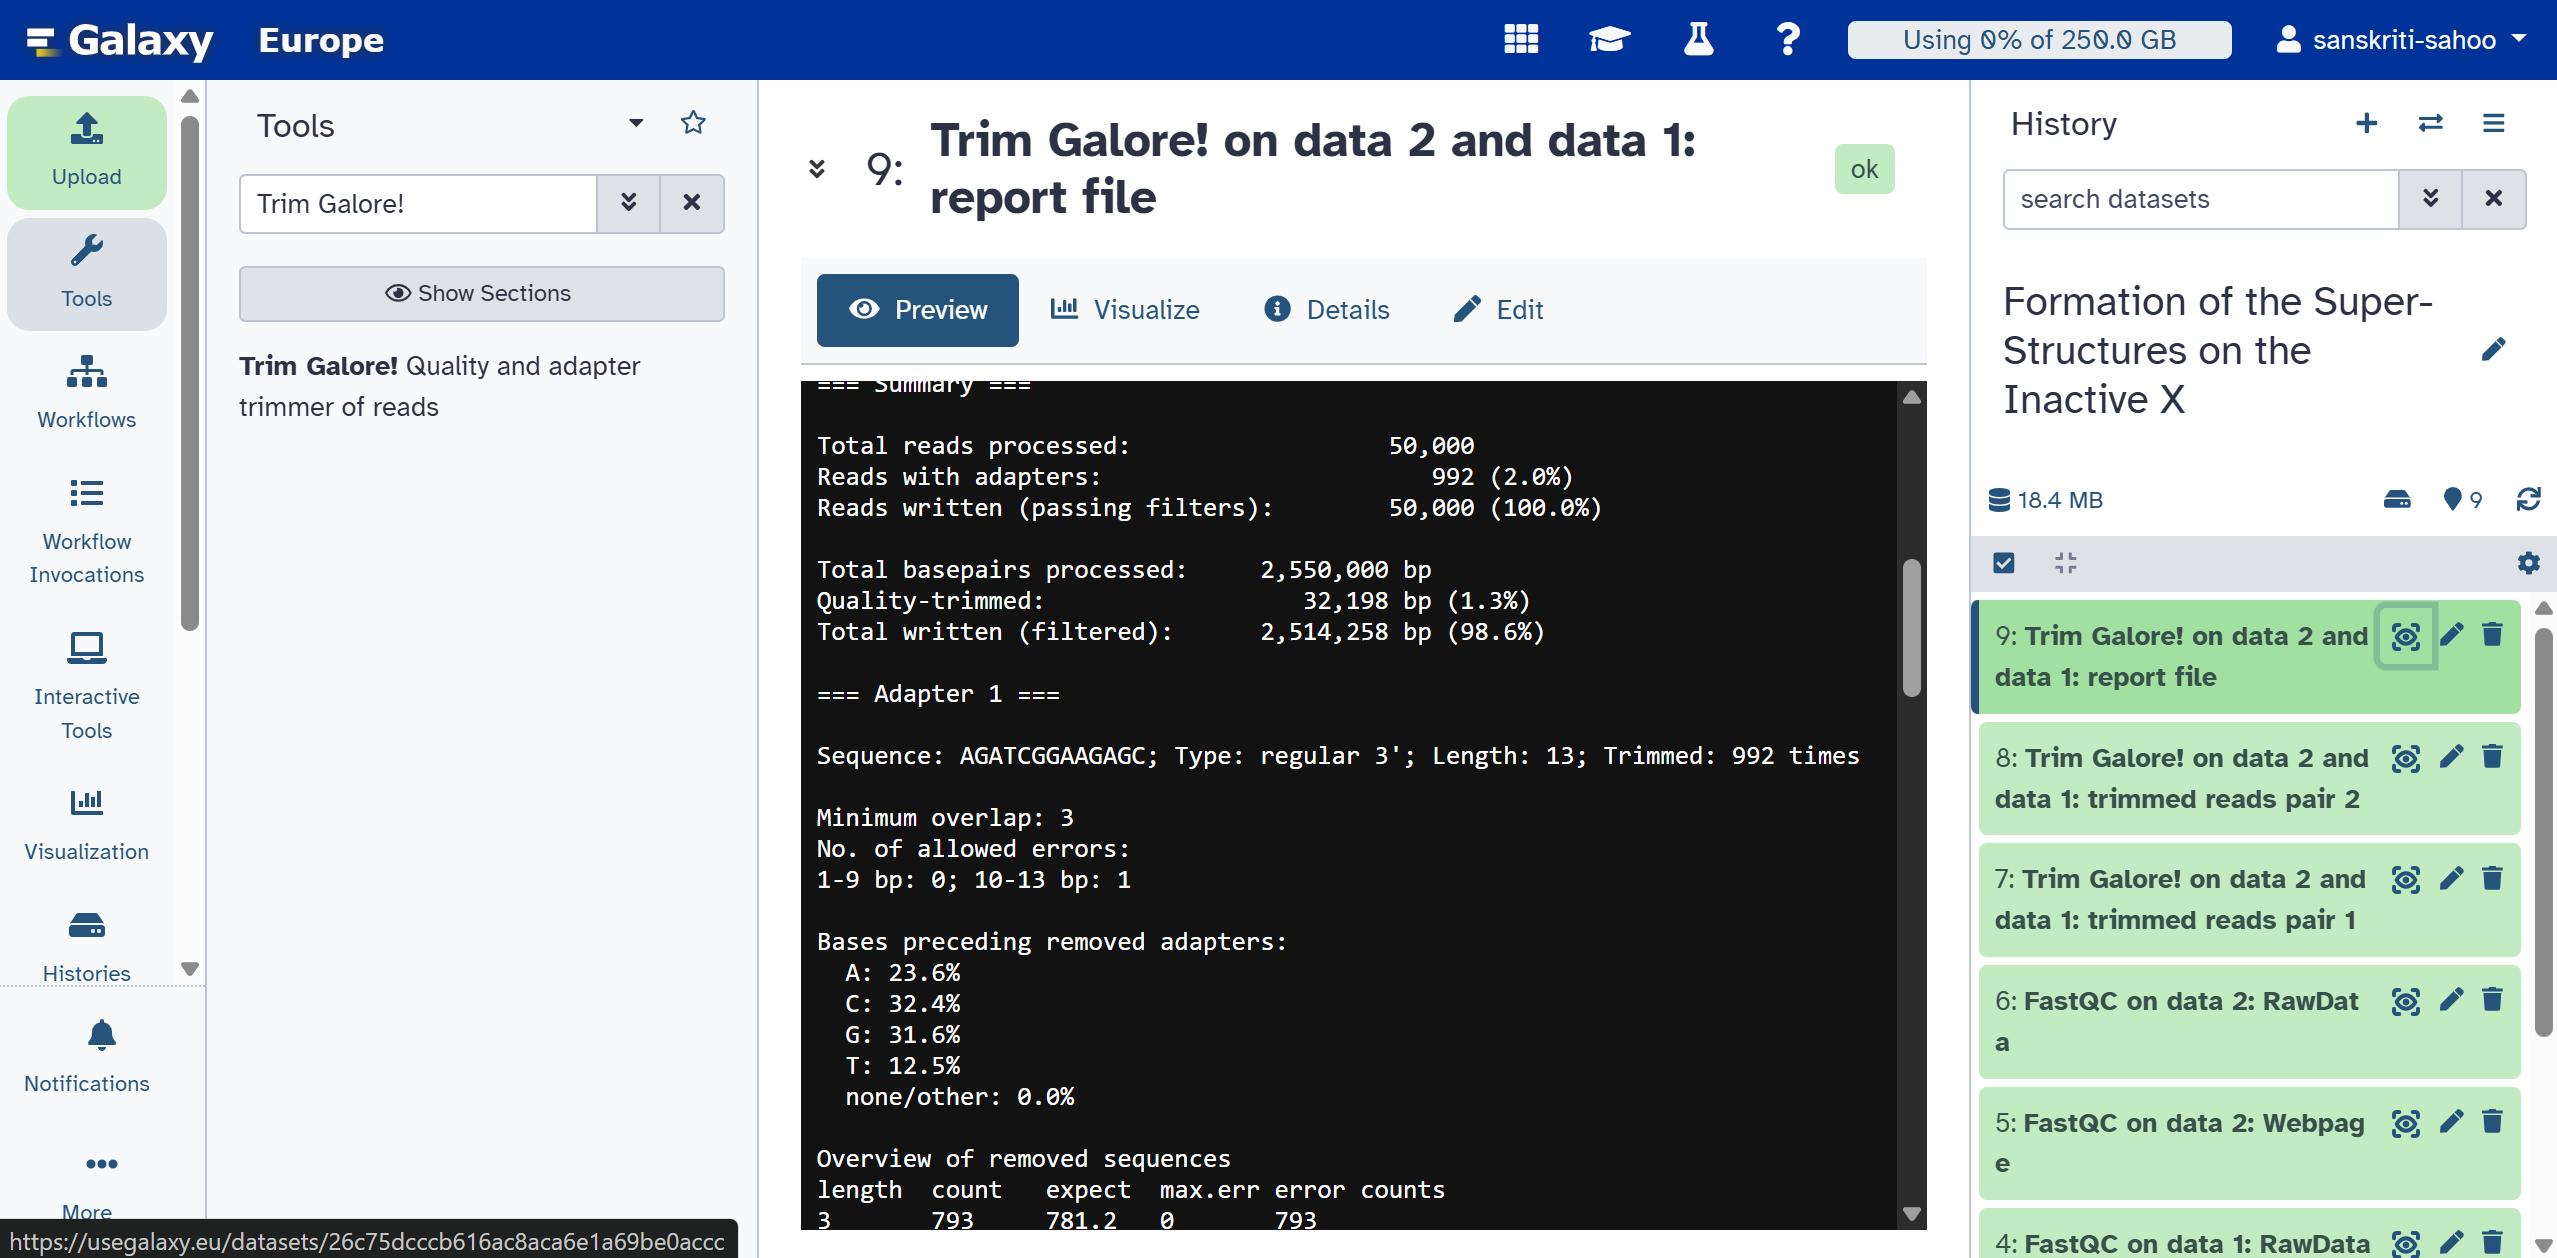 Galaxy Europe
Using 0% of 250.0 GB
sanskriti-sahoo
Upload
Tools
Workflows
Workflow
Invocations
Interactive
Tools
Visualization
Histories
Notifications
More
Tools
Trim Galore!
Show Sections
Trim Galore! Quality and adapter
trimmer of reads
9: Trim Galore! on data 2 and data 1:
report file
ok
Preview
Visualize
Details
Edit
=== Summary ===
Total reads processed: 50,000
Reads with adapters: 992 (2.0%)
Reads written (passing filters): 50,000 (100.0%)
Total basepairs processed: 2,550,000 bp
Quality-trimmed: 32,198 bp (1.3%)
Total written (filtered): 2,514,258 bp (98.6%)
=== Adapter 1 ===
Sequence: AGATCGGAAGAGC; Type: regular 3'; Length: 13; Trimmed: 992 times
Minimum overlap: 3
No. of allowed errors:
1-9 bp: 0; 10-13 bp: 1
Bases preceding removed adapters:
A: 23.6%
C: 32.4%
G: 31.6%
T: 12.5%
none/other: 0.0%
Overview of removed sequences
length count expect max.err error counts
3 793 781.2 0 793
History
search datasets
Formation of the Super-
Structures on the
Inactive X
18.4 MB
9
9: Trim Galore! on data 2 and
data 1: report file
8: Trim Galore! on data 2 and
data 1: trimmed reads pair 2
7: Trim Galore! on data 2 and
data 1: trimmed reads pair 1
6: FastQC on data 2: RawDat
a
5: FastQC on data 2: Webpag
e
4: FastQC on data 1: RawData
https://usegalaxy.eu/datasets/26c75dcccb616ac8aca6e1a69be0accc